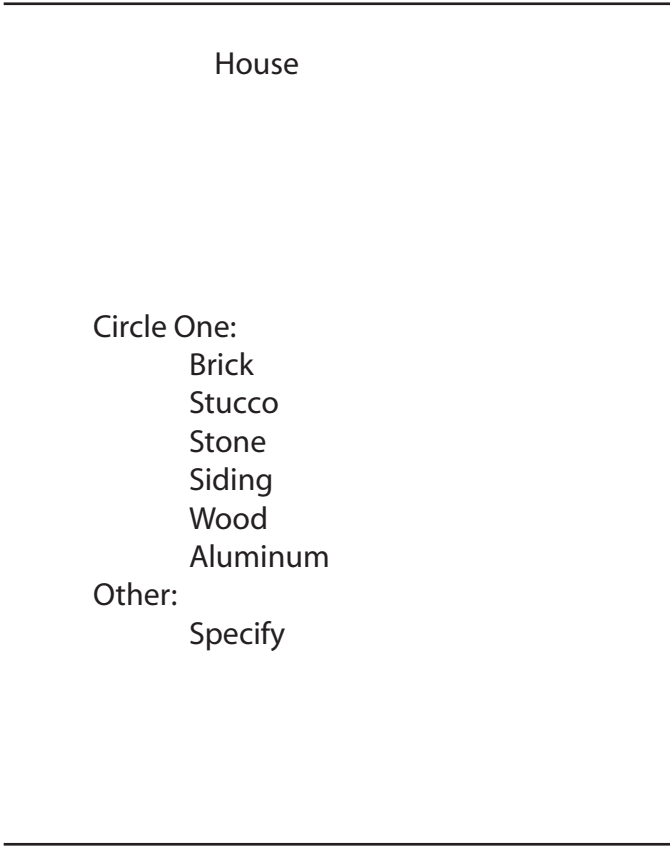 House
Circle One:
Brick
Stucco
Stone
Siding
Wood
Aluminum
Other:
Specify